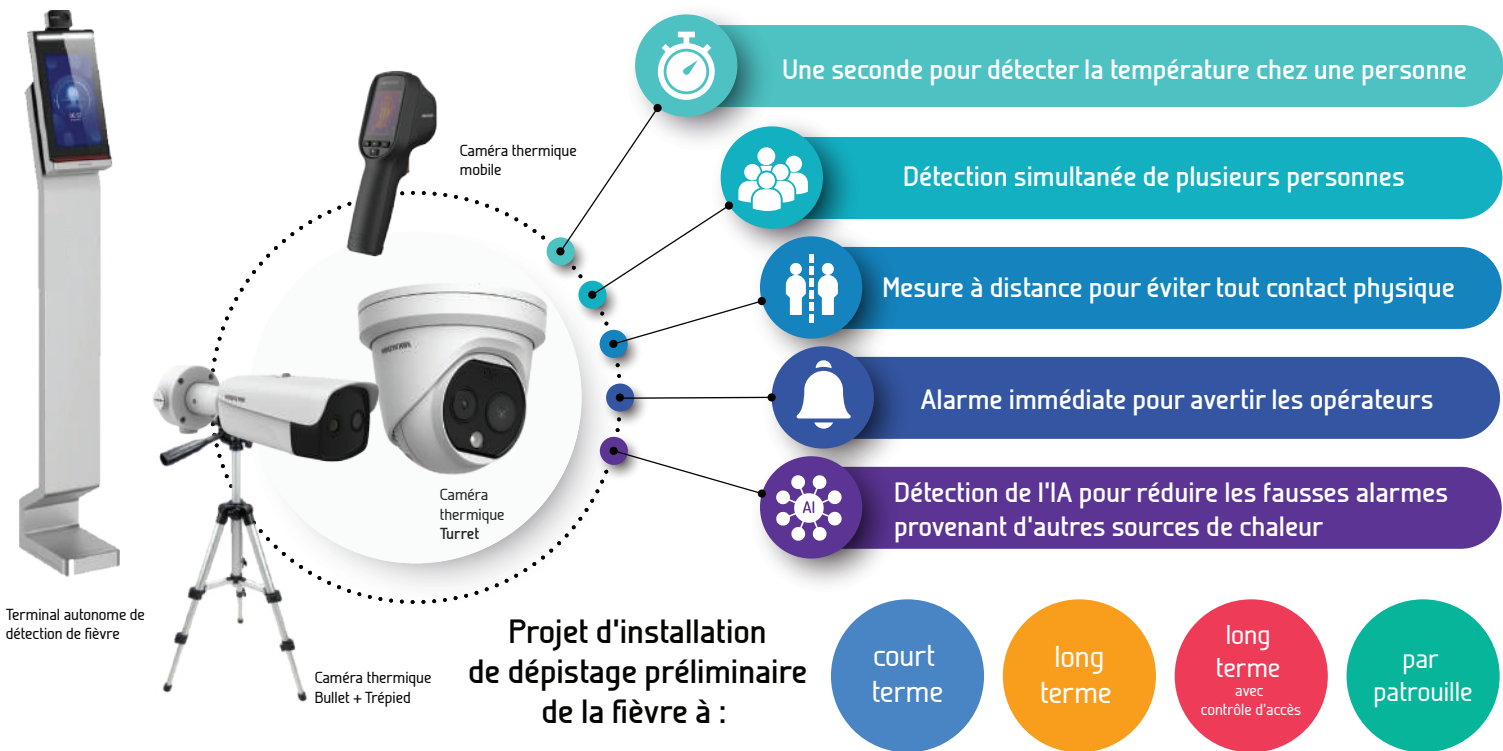 Une seconde pour détecter la température chez une personne
Caméra thermique
mobile
Détection simultanée de plusieurs personnes
Mesure à distance pour éviter tout contact physique
Alarme immédiate pour avertir les opérateurs
Caméra
thermique
Turret
AI
Détection de l'IA pour réduire les fausses alarmes
provenant d'autres sources de chaleur
Terminal autonome de
détection de fièvre
Caméra thermique
Bullet + Trépied
Projet d'installation
de dépistage préliminaire
de la fièvre à :
court
terme
long
terme
long
terme
avec
contrôle d'accès
par
patrouille